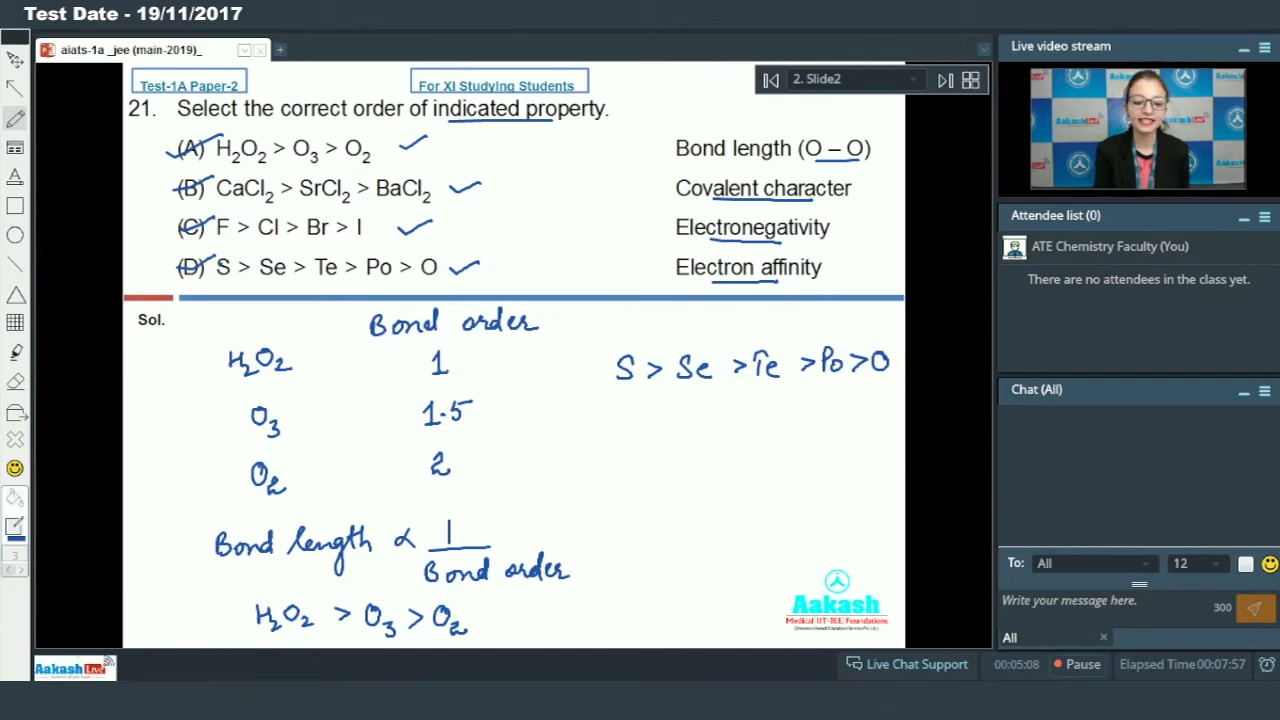 Test Date - 19/11/2017
aiats-1a _jee (main-2019)_
Test-1A Paper-2
For XI Studying Students
2. Slide2
21. Select the correct order of indicated property.
(A) H₂O₂ > O₃ > O₂ Bond length (O – O)
(B) CaCl₂ > SrCl₂ > BaCl₂ Covalent character
(C) F > Cl > Br > I Electronegativity
(D) S > Se > Te > Po > O Electron affinity
Sol.
Bond order
H₂O₂ 1
S > Se > Te > Po > O
O₃ 1.5
O₂ 2
Bond length ∝ 1 / Bond order
H₂O₂ > O₃ > O₂
Aakash
Medical IIT-JEE Foundations
Live video stream
Attendee list (0)
ATE Chemistry Faculty (You)
There are no attendees in the class yet.
Chat (All)
To: All 12
Write your message here.
300
All
3
Aakash Live
Live Chat Support
00:05:08
Pause
Elapsed Time 00:07:57